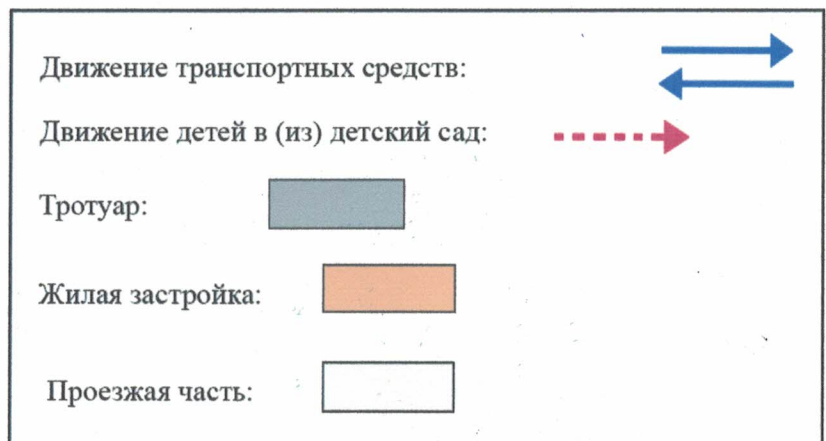 Движение транспортных средств:
Движение детей в (из) детский сад:
Тротуар:
Жилая застройка:
Проезжая часть: